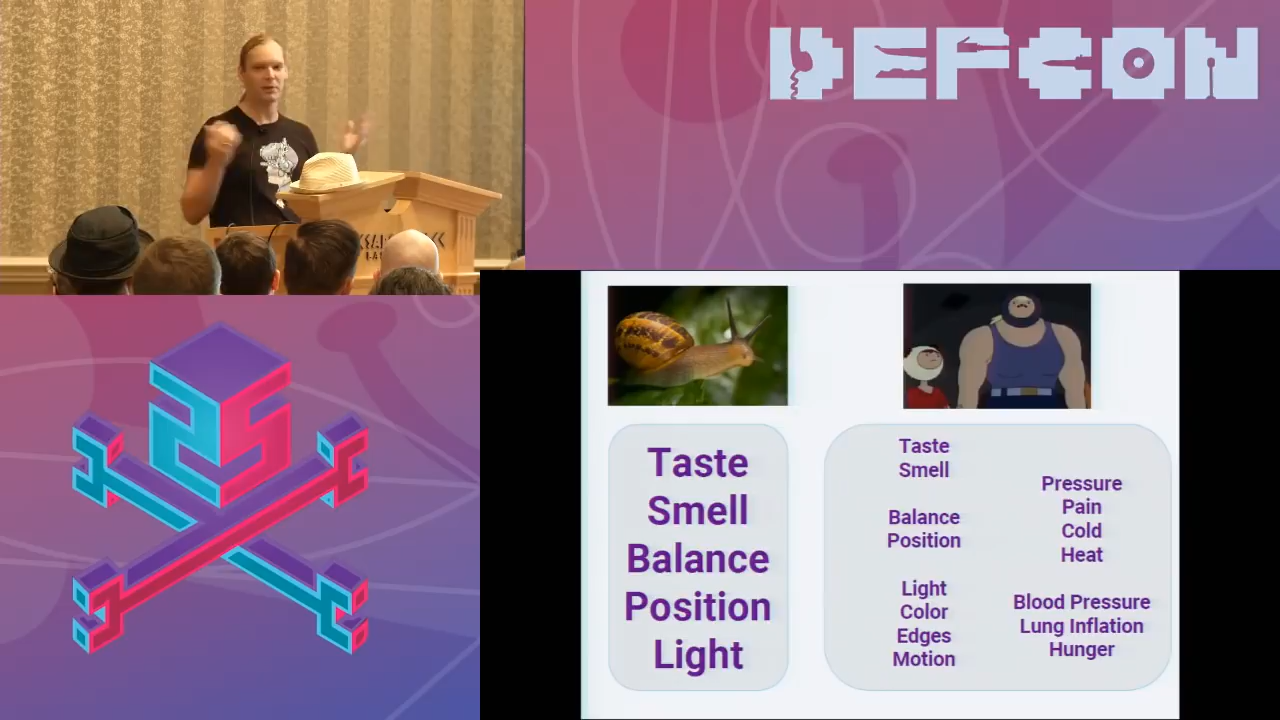 DEFCON
Taste
Smell
Balance
Position
Light
Taste
Smell
Balance
Position
Light
Color
Edges
Motion
Pressure
Pain
Cold
Heat
Blood Pressure
Lung Inflation
Hunger